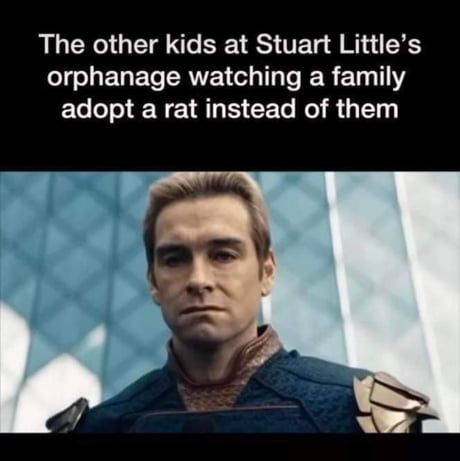 The other kids at Stuart Little’s
orphanage watching a family
adopt a rat instead of them